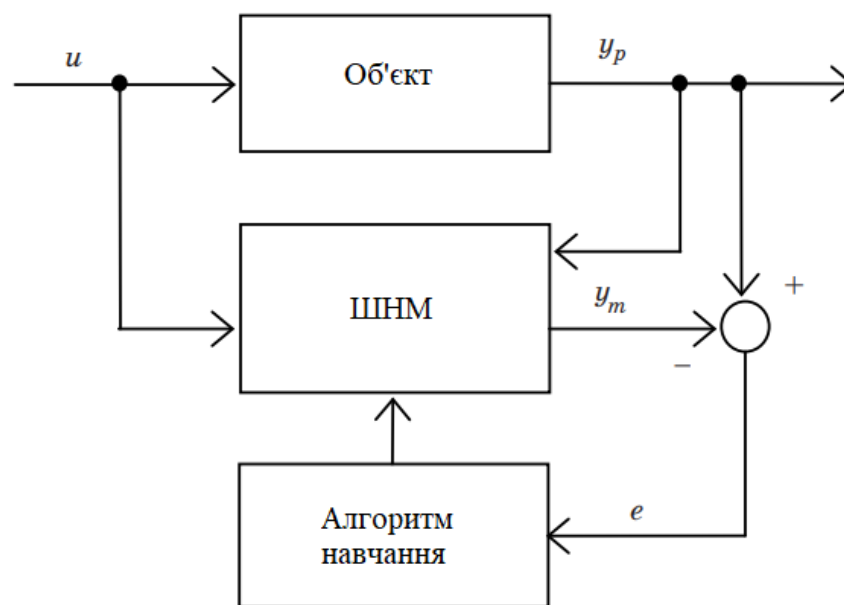 u
Об'єкт
y_p
ШНМ
y_m
+
−
Алгоритм
навчання
e